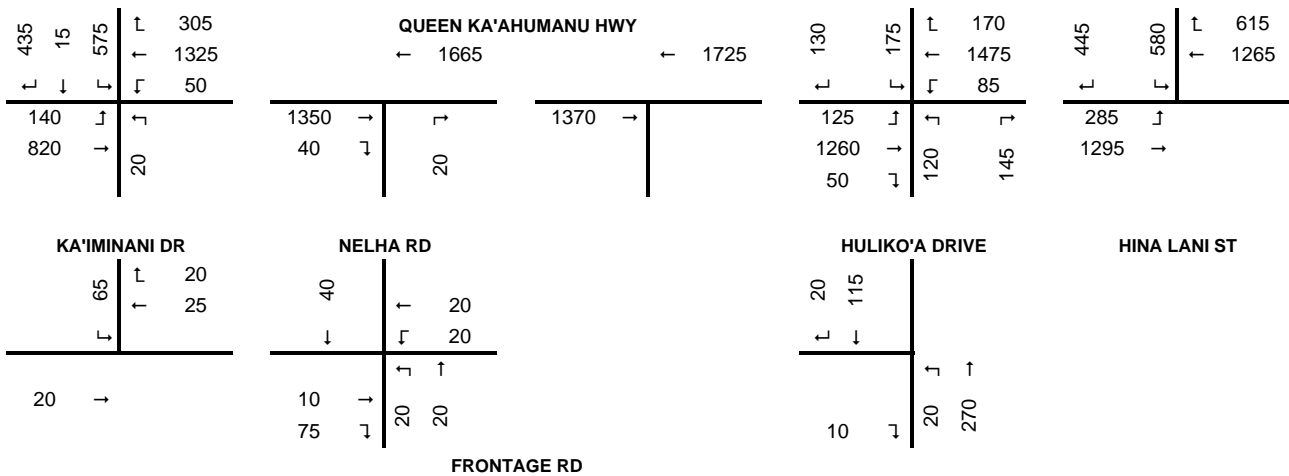 435 15 575 ↰ 305 QUEEN KA'AHUMANU HWY 130 175 170 445 580 615
← 1325 ← 1665 ← 1725 ← 1475 ← 1265
50 85
140 1350 → 1370 → 125 285
820 → 20 40 20 1260 → 120 145 1295 →
50
KA'IMINANI DR NELHA RD HULIKO'A DRIVE HINA LANI ST
65 20 40 20 115
← 25 ← 20
↓ 20 ↓
20 → 10 → 20 20 20 270
75 10
FRONTAGE RD